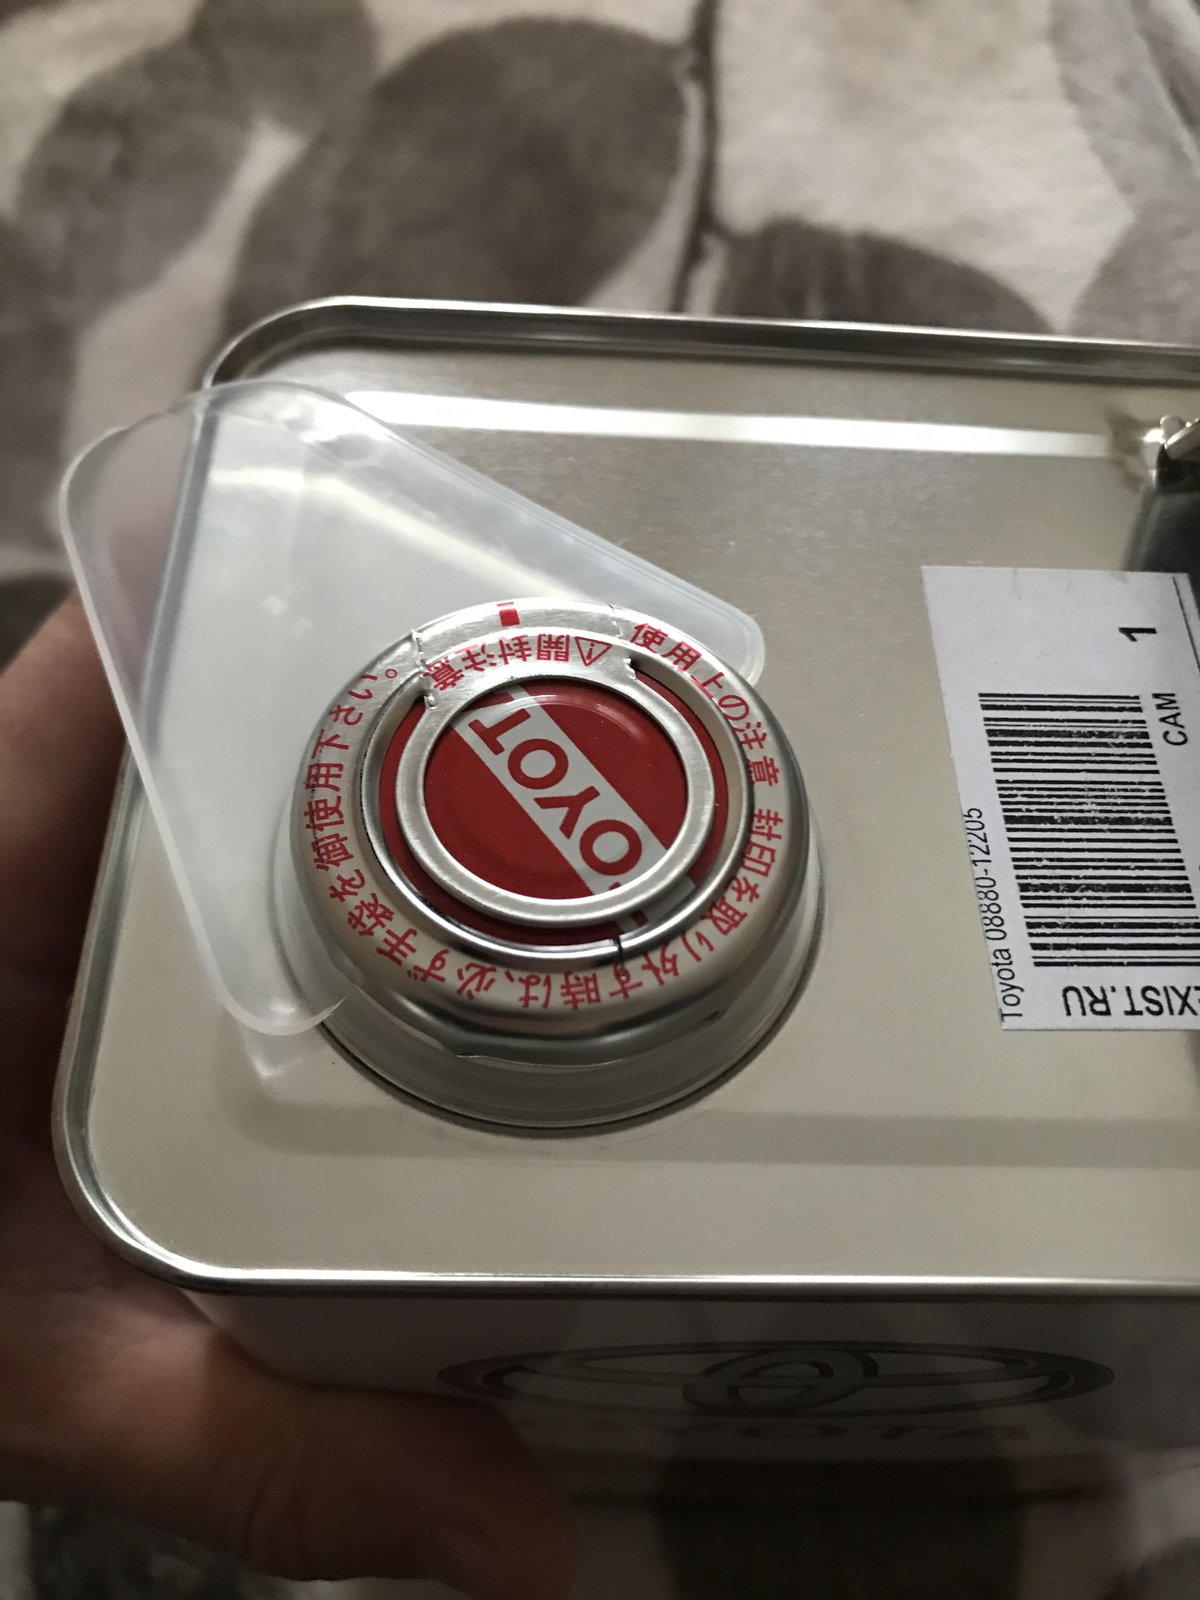 使用上の注意 封印を取り外す時は、必ず手袋を御使用下さい。
開封注意
TOYOT
Toyota 08880-12205
1
CAM
EXIST.RU